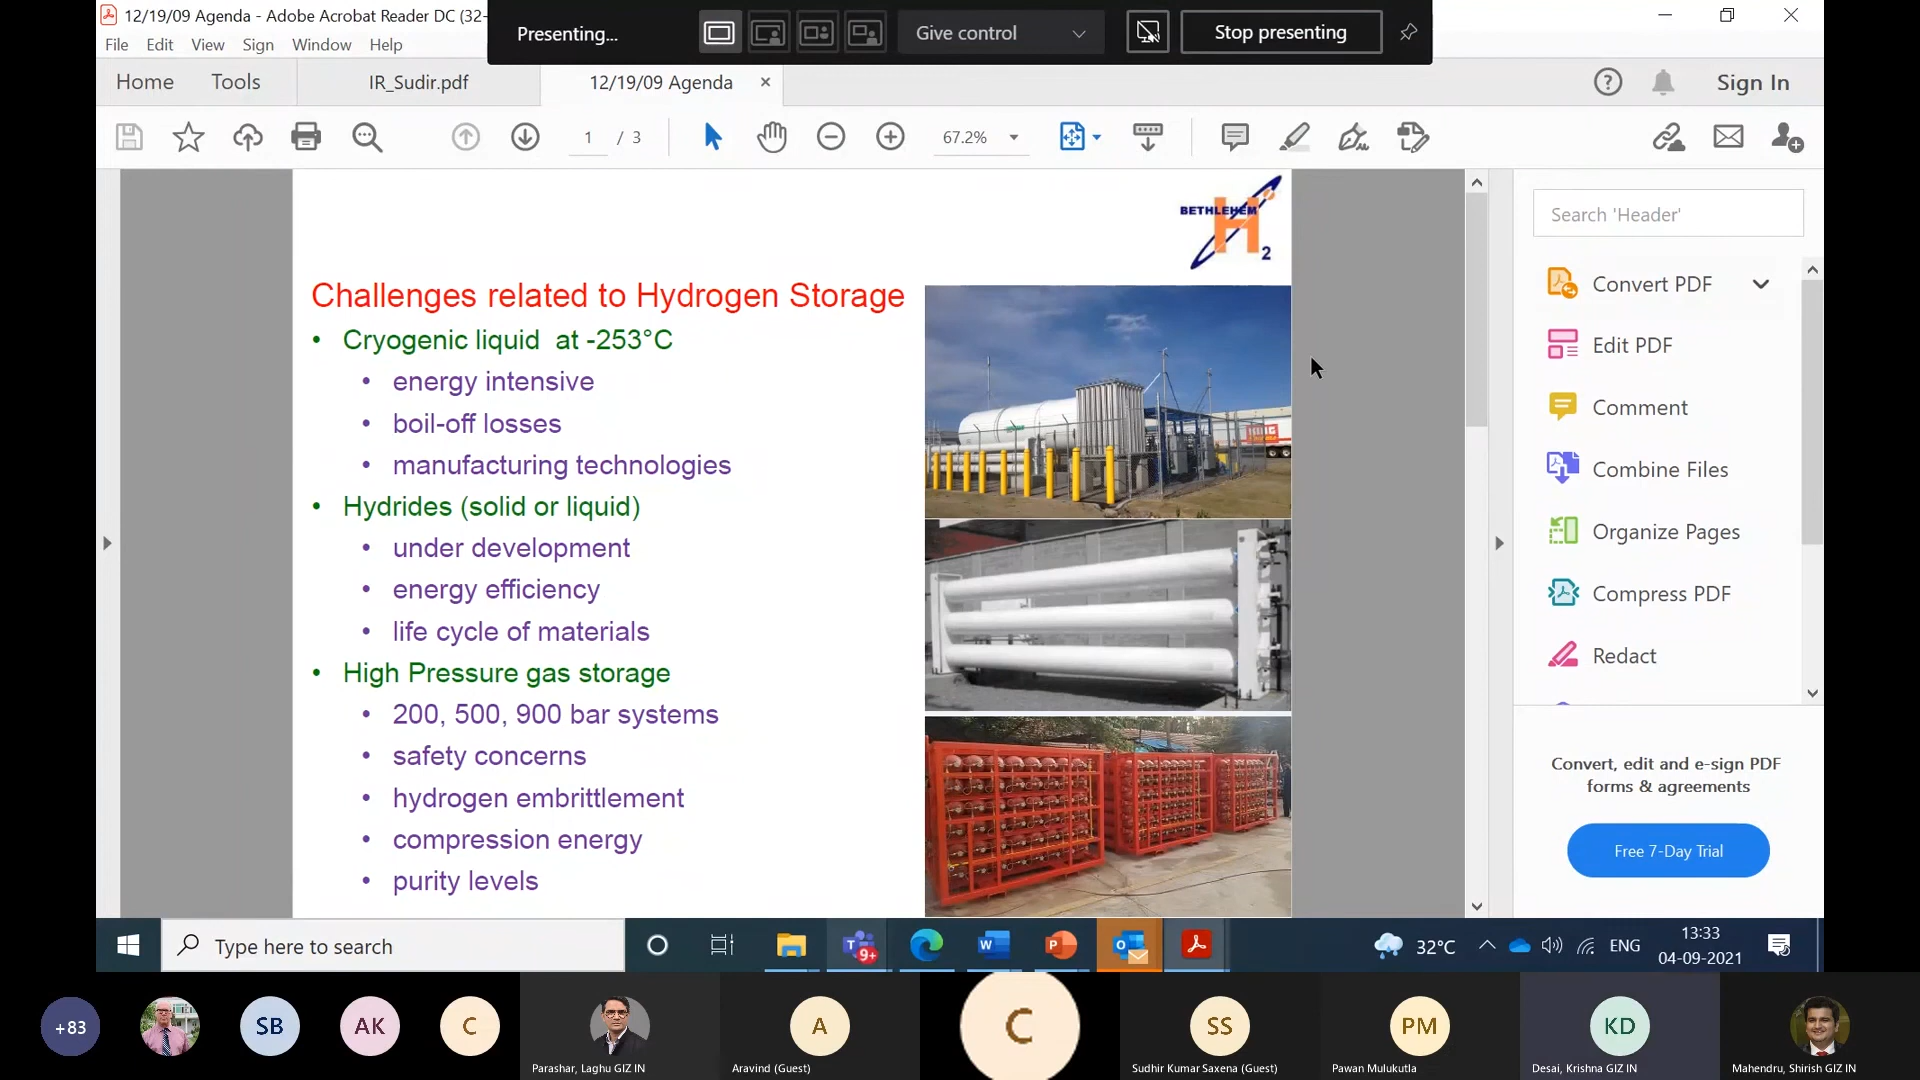 12/19/09 Agenda - Adobe Acrobat Reader DC (32-
Presenting...
Give control
Stop presenting
File Edit View Sign Window Help
Home Tools IR_Sudir.pdf 12/19/09 Agenda Sign In
1 / 3 67.2%
BETHLEHEM
H2
Challenges related to Hydrogen Storage
• Cryogenic liquid at -253°C
• energy intensive
• boil-off losses
• manufacturing technologies
• Hydrides (solid or liquid)
• under development
• energy efficiency
• life cycle of materials
• High Pressure gas storage
• 200, 500, 900 bar systems
• safety concerns
• hydrogen embrittlement
• compression energy
• purity levels
Search 'Header'
Convert PDF
Edit PDF
Comment
Combine Files
Organize Pages
Compress PDF
Redact
Convert, edit and e-sign PDF
forms & agreements
Free 7-Day Trial
Type here to search
9+
32°C
ENG
13:33
04-09-2021
+83
SB
AK
C
Parashar, Laghu GIZ IN
A
Aravind (Guest)
C
SS
Sudhir Kumar Saxena (Guest)
PM
Pawan Mulukutla
KD
Desai, Krishna GIZ IN
Mahendru, Shirish GIZ IN